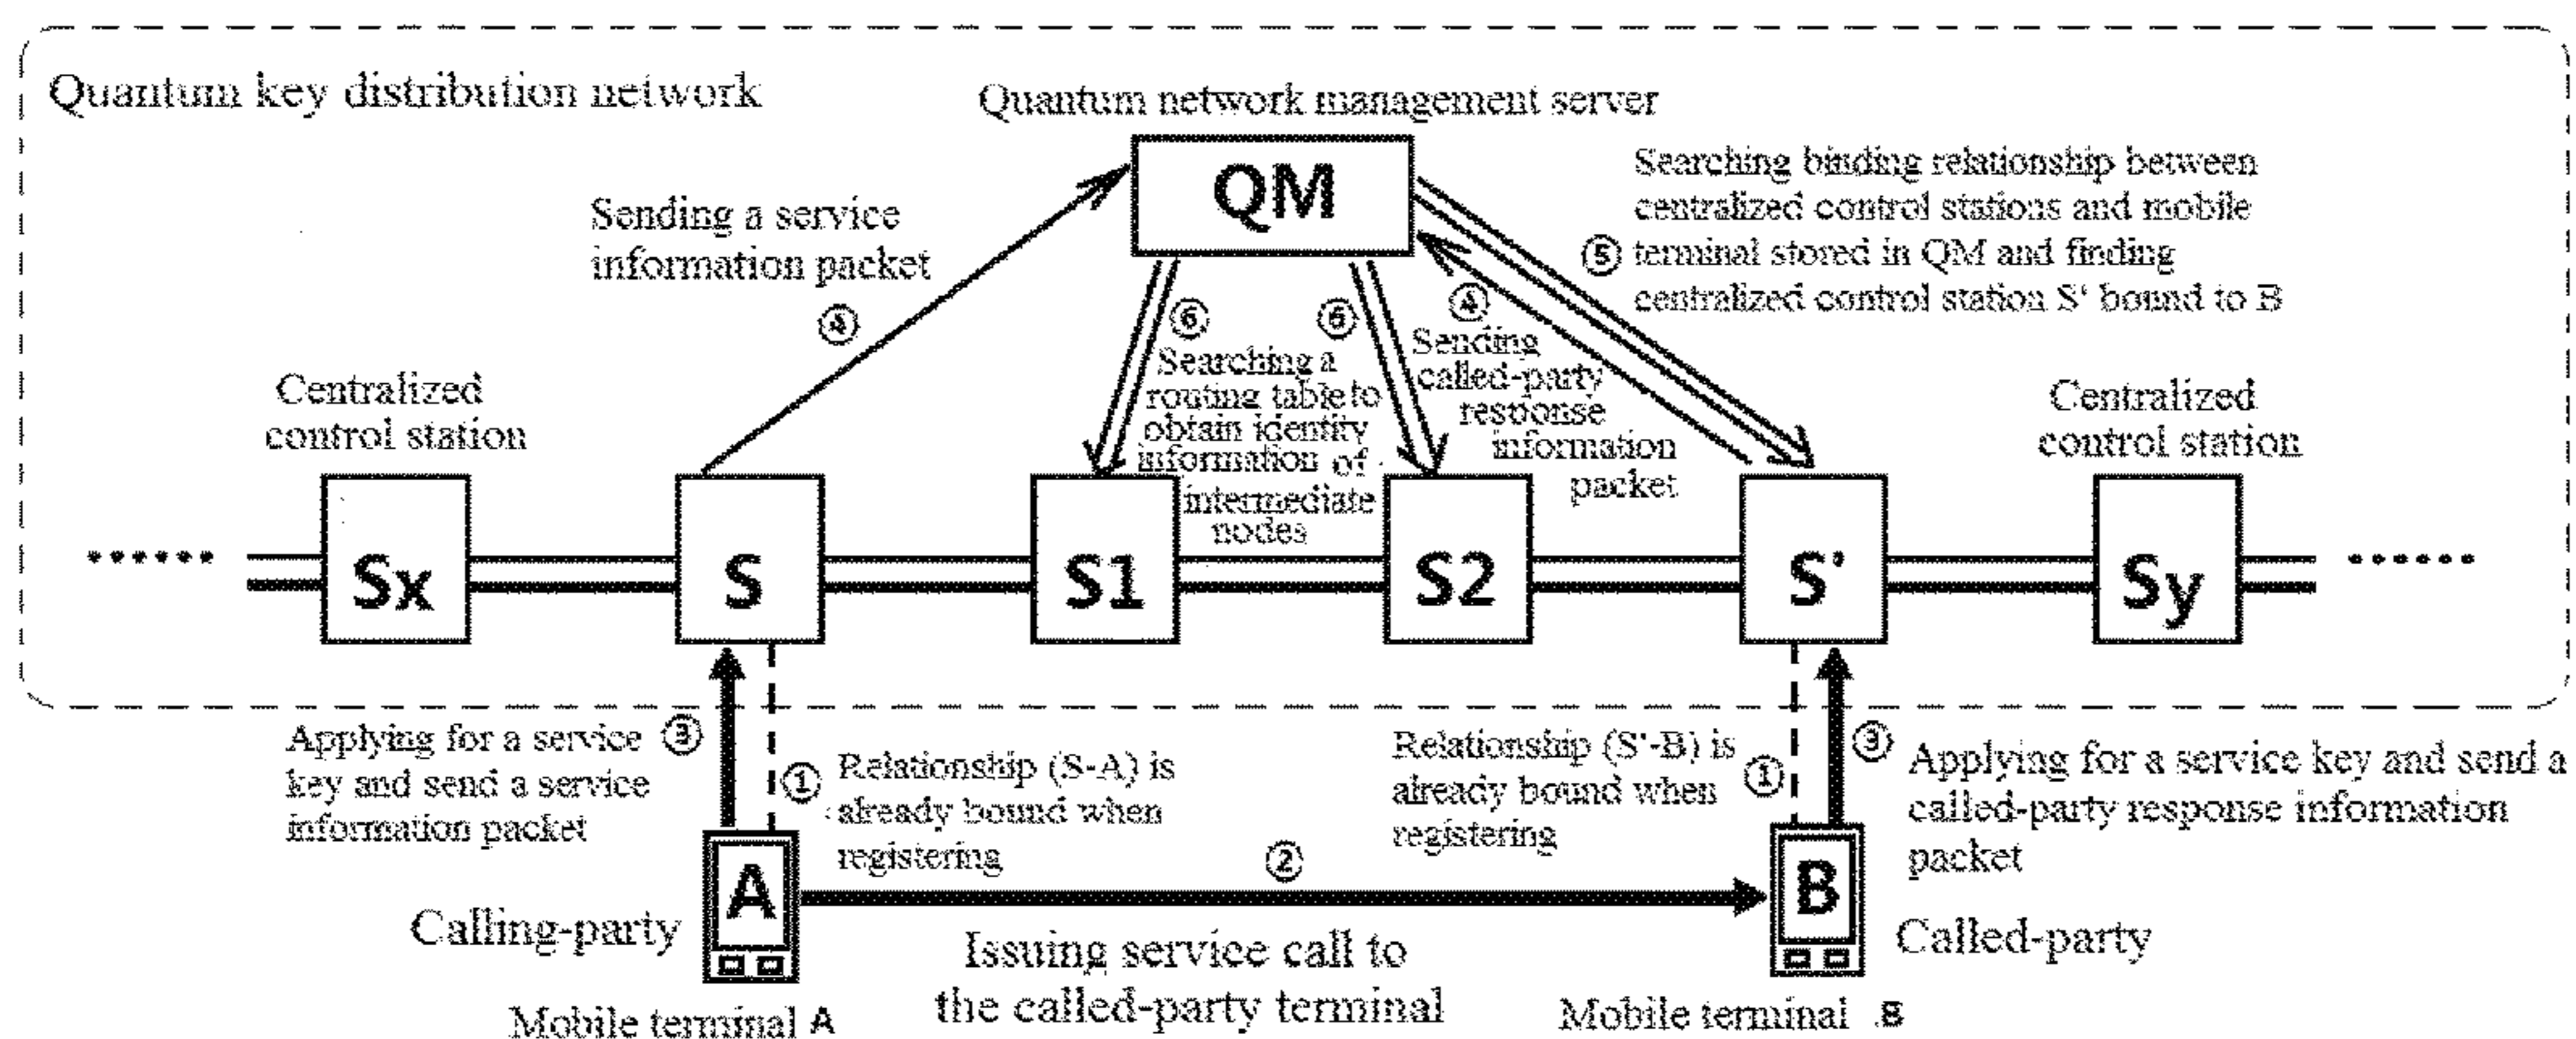 Quantum key distribution network
Quantum network management server
QM
Sending a service
information packet
④
Searching binding relationship between
centralized control stations and mobile
⑤ terminal stored in QM and finding
centralized control station S' bound to B
⑥
Searching a
routing table to
obtain identity
information of
intermediate
nodes
⑥
④
Sending
called-party
response
information
packet
Centralized
control station
Centralized
control station
......
Sx
S
S1
S2
S'
Sy
......
Applying for a service ③
key and send a service
information packet
① Relationship (S-A) is
already bound when
registering
Relationship (S'-B) is
already bound when ①
registering
③ Applying for a service key and send a
called-party response information
packet
A
②
B
Calling-party
Issuing service call to
the called-party terminal
Called-party
Mobile terminal A
Mobile terminal B